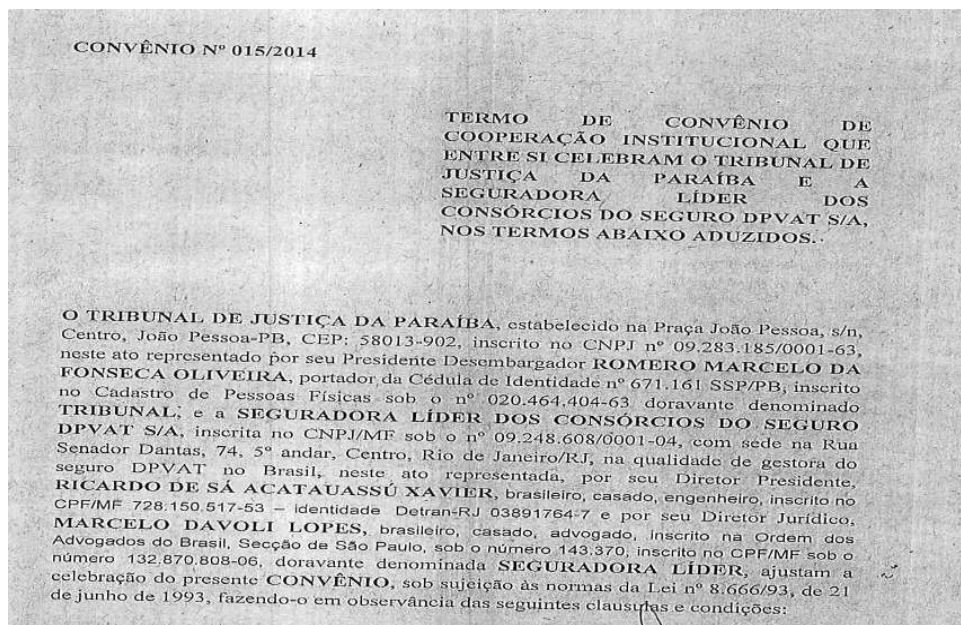 CONVÊNIO Nº 015/2014
TERMO DE CONVÊNIO DE
COOPERAÇÃO INSTITUCIONAL QUE
ENTRE SI CELEBRAM O TRIBUNAL DE
JUSTIÇA DA PARAÍBA E A
SEGURADORA LÍDER DOS
CONSÓRCIOS DO SEGURO DPVAT S/A,
NOS TERMOS ABAIXO ADUZIDOS.
O TRIBUNAL DE JUSTIÇA DA PARAÍBA, estabelecido na Praça João Pessoa, s/n,
Centro, João Pessoa-PB, CEP: 58013-902, inscrito no CNPJ nº 09.283.185/0001-63,
neste ato representado por seu Presidente Desembargador ROMERO MARCELO DA
FONSECA OLIVEIRA, portador da Cédula de Identidade nº 671.161 SSP/PB, inscrito
no Cadastro de Pessoas Físicas sob o nº 020.464.404-63 doravante denominado
TRIBUNAL, e a SEGURADORA LÍDER DOS CONSÓRCIOS DO SEGURO
DPVAT S/A, inscrita no CNPJ/MF sob o nº 09.248.608/0001-04, com sede na Rua
Senador Dantas, 74, 5º andar, Centro, Rio de Janeiro/RJ, na qualidade de gestora do
seguro DPVAT no Brasil, neste ato representada, por seu Diretor Presidente,
RICARDO DE SÁ ACATAUASSÚ XAVIER, brasileiro, casado, engenheiro, inscrito no
CPF/MF 728.150.517-53 – identidade Detran-RJ 03891764-7 e por seu Diretor Jurídico,
MARCELO DAVOLI LOPES, brasileiro, casado, advogado, inscrito na Ordem dos
Advogados do Brasil, Secção de São Paulo, sob o número 143.370, inscrito no CPF/MF sob o
número 132.870.808-06, doravante denominada SEGURADORA LÍDER, ajustam a
celebração do presente CONVÊNIO, sob sujeição às normas da Lei nº 8.666/93, de 21
de junho de 1993, fazendo-o em observância das seguintes clausulas e condições: